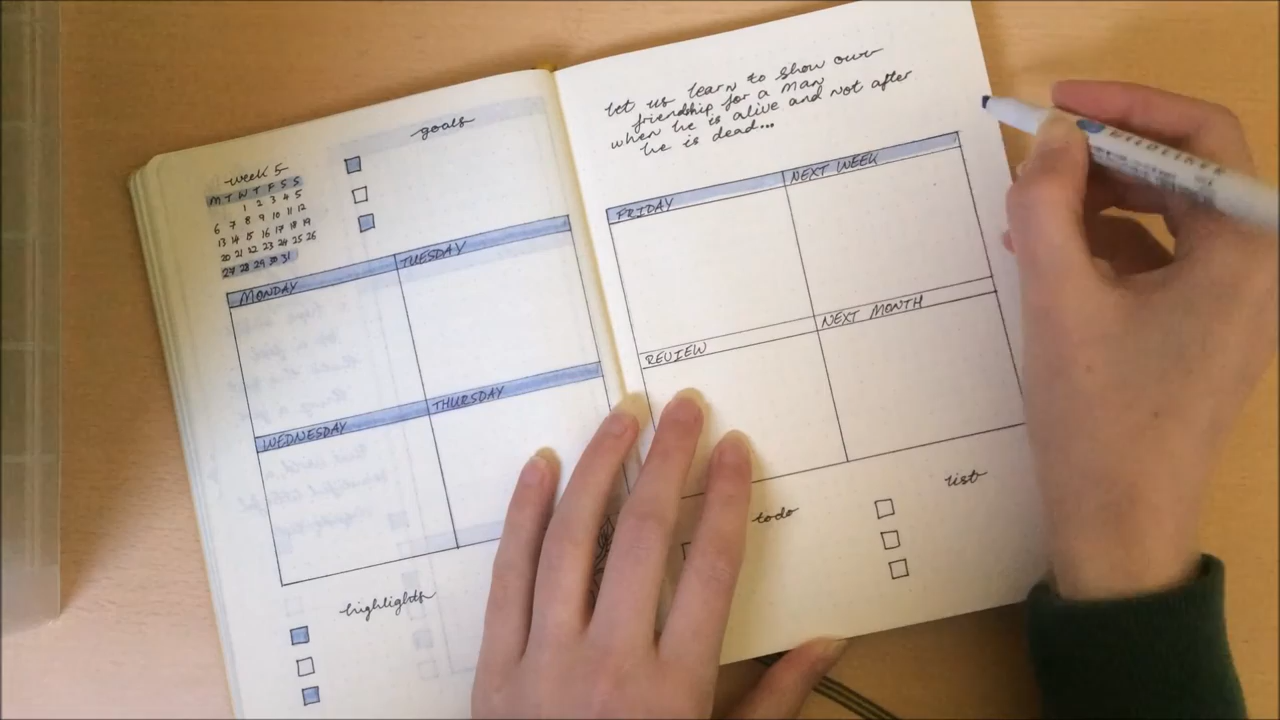 week 5
M T W T F S S
1 2 3 4 5
6 7 8 9 10 11 12
13 14 15 16 17 18 19
20 21 22 23 24 25 26
27 28 29 30 31
goals
MONDAY
TUESDAY
WEDNESDAY
THURSDAY
highlights
let us learn to show our
friendship for a man
when he is alive and not after
he is dead...
FRIDAY
NEXT WEEK
REVIEW
NEXT MONTH
todo
list